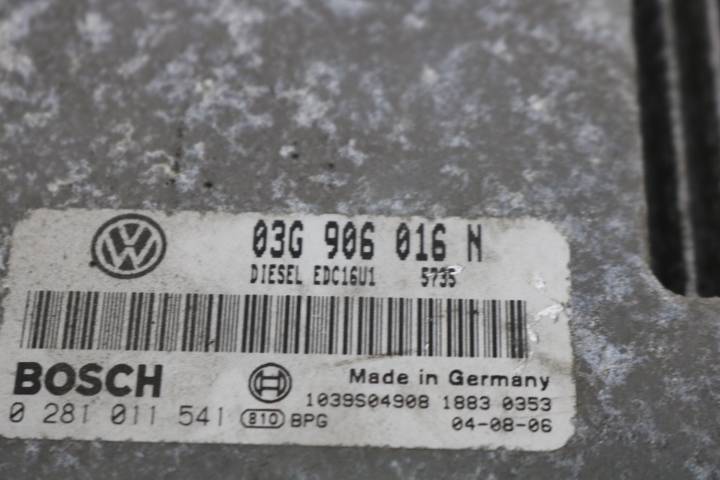 03G 906 016 N
DIESEL EDC16U1 5735
BOSCH
Made in Germany
1039S04908 1883 0353
0 281 011 541 810 BPG
04-08-06